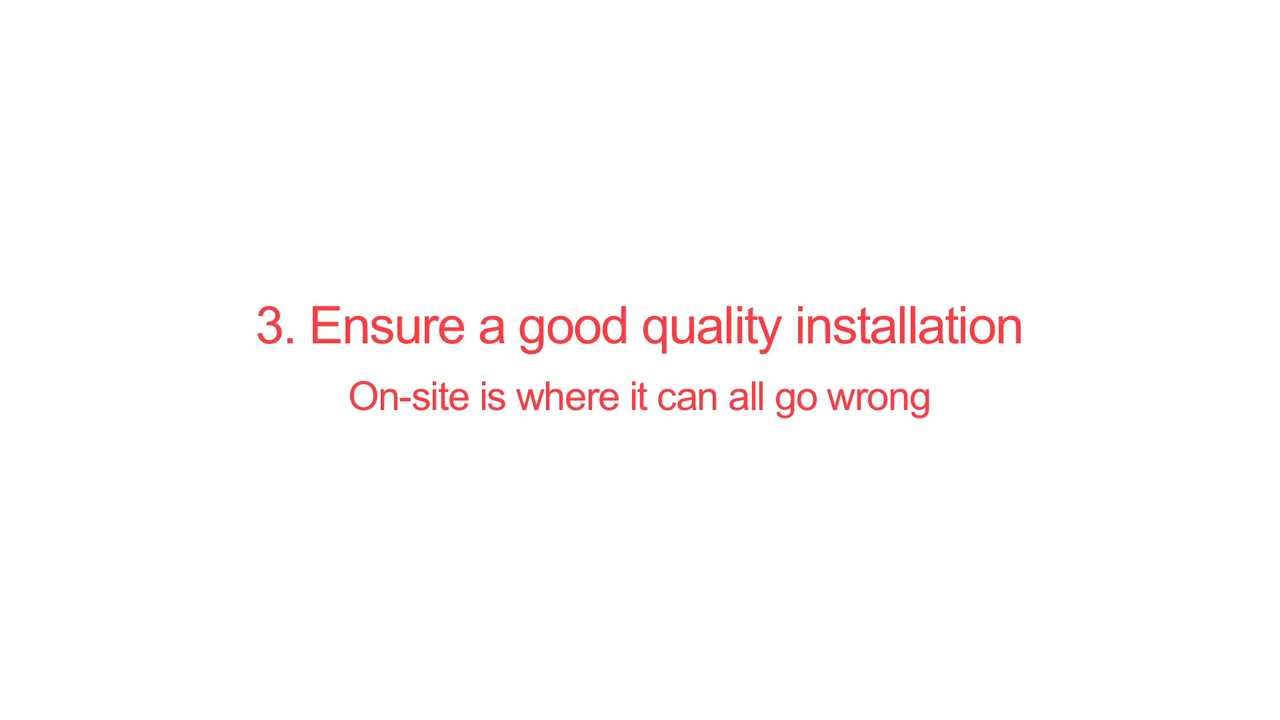 3. Ensure a good quality installation
On-site is where it can all go wrong